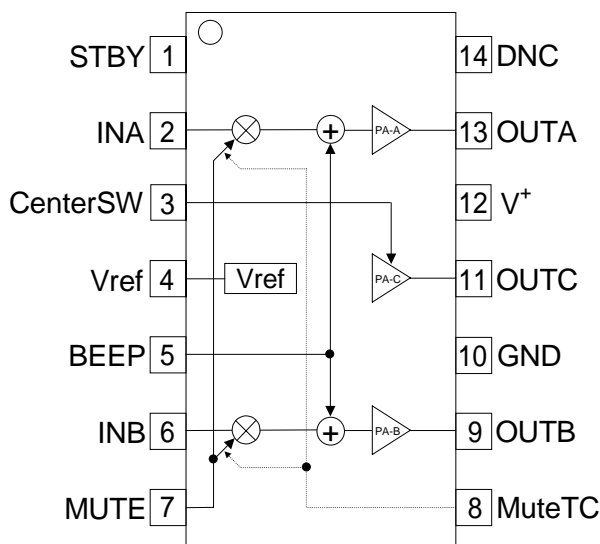 STBY 1 14 DNC
INA 2 PA-A 13 OUTA
CenterSW 3 12 V+
Vref 4 Vref PA-C 11 OUTC
BEEP 5 10 GND
INB 6 PA-B 9 OUTB
MUTE 7 8 MuteTC